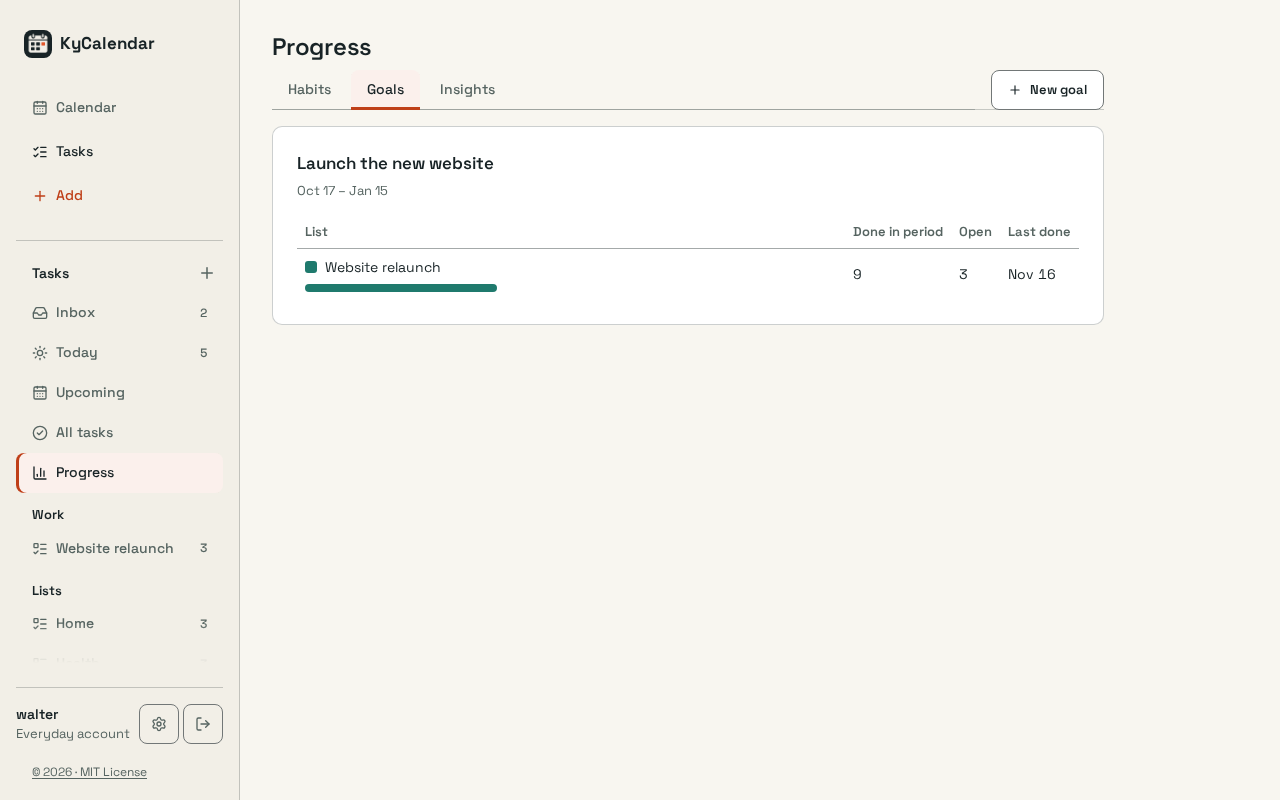 KyCalendar
Calendar
Tasks
Add
Tasks
Inbox 2
Today 5
Upcoming
All tasks
Progress
Work
Website relaunch 3
Lists
Home 3
walter
Everyday account
© 2026 · MIT License
Progress
Habits Goals Insights
New goal
Launch the new website
Oct 17 – Jan 15
List Done in period Open Last done
Website relaunch 9 3 Nov 16